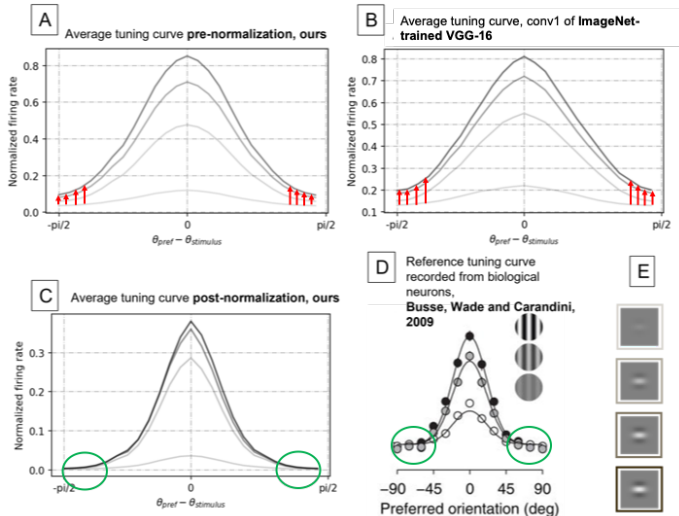 A
Average tuning curve pre-normalization, ours
Normalized firing rate
0.8
0.6
0.4
0.2
0.0
-pi/2
0
pi/2
θpref − θstimulus
B
Average tuning curve, conv1 of ImageNet-
trained VGG-16
Normalized firing rate
0.8
0.7
0.6
0.5
0.4
0.3
0.2
0.1
-pi/2
0
pi/2
θpref − θstimulus
C
Average tuning curve post-normalization, ours
Normalized firing rate
0.3
0.2
0.1
0.0
-pi/2
0
pi/2
θpref − θstimulus
D
Reference tuning curve
recorded from biological
neurons,
Busse, Wade and Carandini,
2009
−90 −45 0 45 90
Preferred orientation (deg)
E